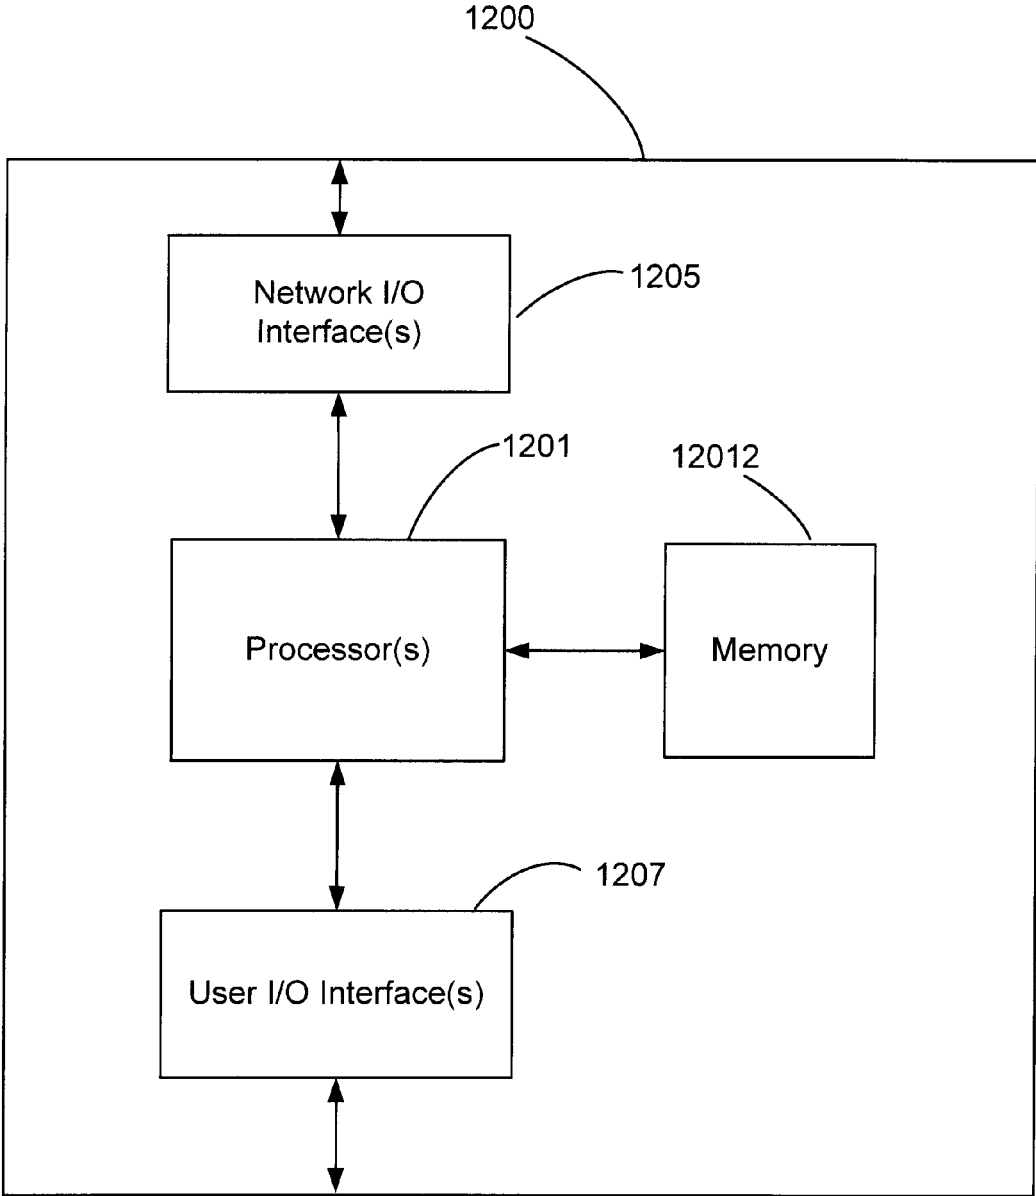 1200
Network I/O
Interface(s)
1205
1201
12012
Processor(s)
Memory
1207
User I/O Interface(s)